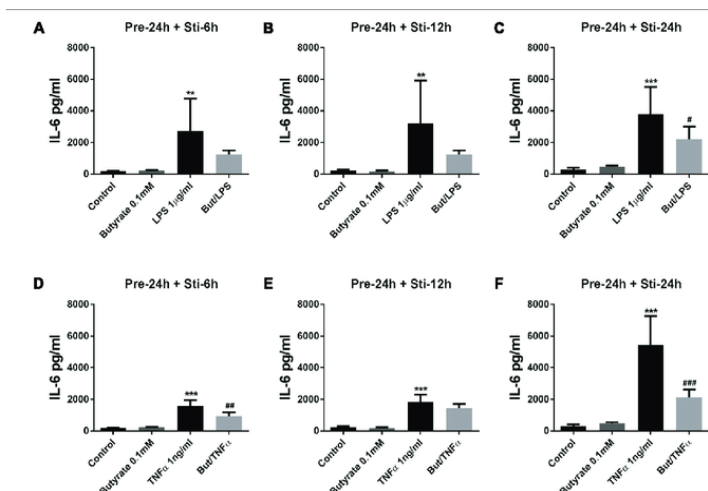 A Pre-24h + Sti-6h
IL-6 pg/ml
8000
6000
4000
2000
0
**
Control
Butyrate 0.1mM
LPS 1µg/ml
But/LPS
B Pre-24h + Sti-12h
IL-6 pg/ml
8000
6000
4000
2000
0
**
Control
Butyrate 0.1mM
LPS 1µg/ml
But/LPS
C Pre-24h + Sti-24h
IL-6 pg/ml
8000
6000
4000
2000
0
***
#
Control
Butyrate 0.1mM
LPS 1µg/ml
But/LPS
D Pre-24h + Sti-6h
IL-6 pg/ml
8000
6000
4000
2000
0
***
##
Control
Butyrate 0.1mM
TNFα 1ng/ml
But/TNFα
E Pre-24h + Sti-12h
IL-6 pg/ml
8000
6000
4000
2000
0
***
Control
Butyrate 0.1mM
TNFα 1ng/ml
But/TNFα
F Pre-24h + Sti-24h
IL-6 pg/ml
8000
6000
4000
2000
0
***
###
Control
Butyrate 0.1mM
TNFα 1ng/ml
But/TNFα